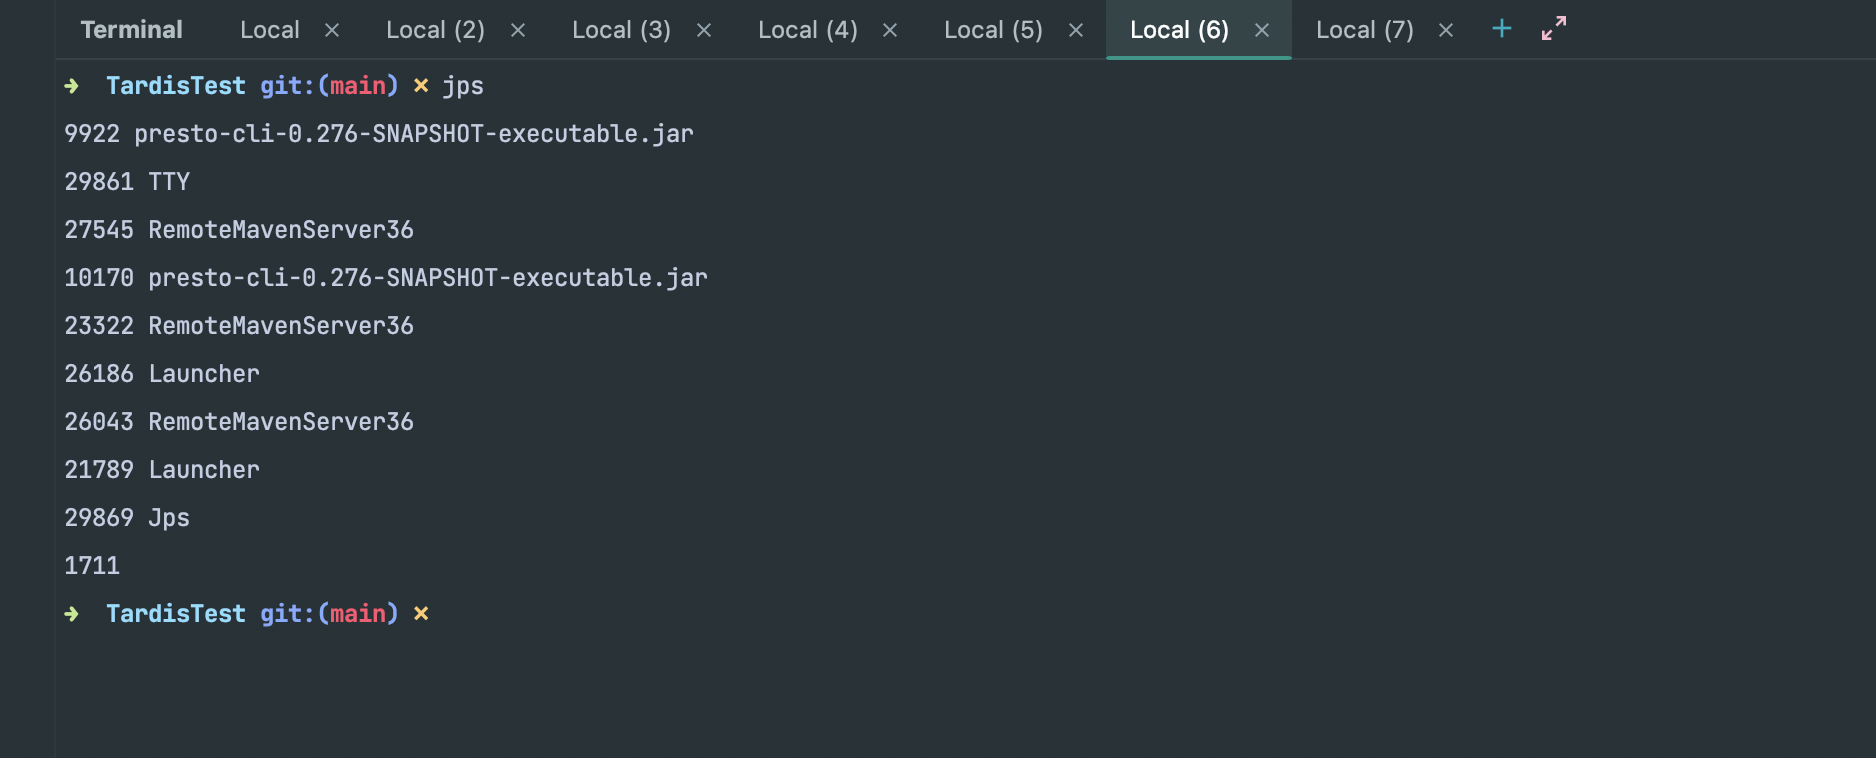 Terminal Local × Local (2) × Local (3) × Local (4) × Local (5) × Local (6) × Local (7) × +
➜ TardisTest git:(main) ✗ jps
9922 presto-cli-0.276-SNAPSHOT-executable.jar
29861 TTY
27545 RemoteMavenServer36
10170 presto-cli-0.276-SNAPSHOT-executable.jar
23322 RemoteMavenServer36
26186 Launcher
26043 RemoteMavenServer36
21789 Launcher
29869 Jps
1711
➜ TardisTest git:(main) ✗